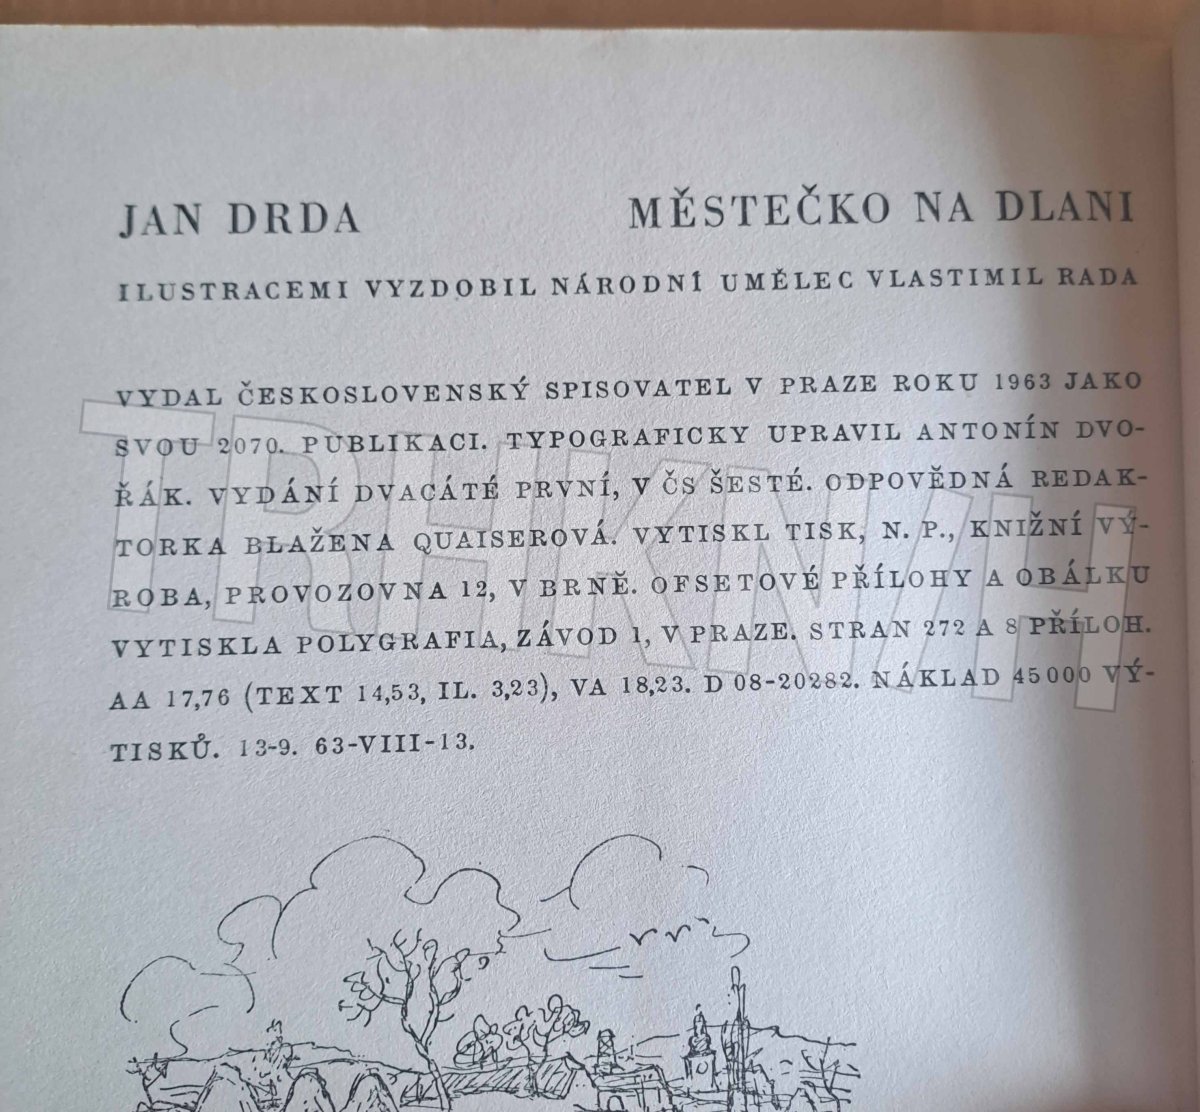 JAN DRDA MĚSTEČKO NA DLANI
ILUSTRACEMI VYZDOBIL NÁRODNÍ UMĚLEC VLASTIMIL RADA
VYDAL ČESKOSLOVENSKÝ SPISOVATEL V PRAZE ROKU 1963 JAKO
SVOU 2070. PUBLIKACI. TYPOGRAFICKY UPRAVIL ANTONÍN DVO-
ŘÁK. VYDÁNÍ DVACÁTÉ PRVNÍ, V ČS ŠESTÉ. ODPOVĚDNÁ REDAK-
TORKA BLAŽENA QUAISEROVÁ. VYTISKL TISK, N. P., KNIŽNÍ VÝ-
ROBA, PROVOZOVNA 12, V BRNĚ. OFSETOVÉ PŘÍLOHY A OBÁLKU
VYTISKLA POLYGRAFIA, ZÁVOD 1, V PRAZE. STRAN 272 A 8 PŘÍLOH.
AA 17,76 (TEXT 14,53, IL. 3,23), VA 18,23. D 08-20282. NÁKLAD 45000 VÝ-
TISKŮ. 13-9. 63-VIII-13.
TRHKNIH